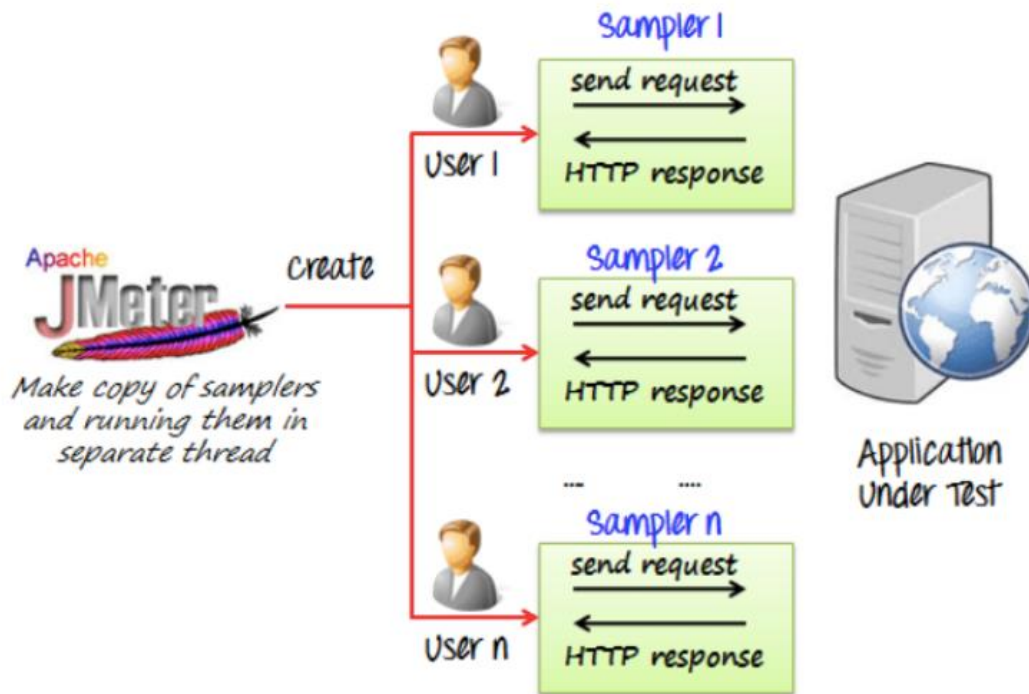 Sampler 1
send request
HTTP response
User 1
Apache
JMeter
Make copy of samplers
and running them in
separate thread
create
Sampler 2
send request
HTTP response
User 2
.... ....
Sampler n
send request
HTTP response
User n
Application
Under Test